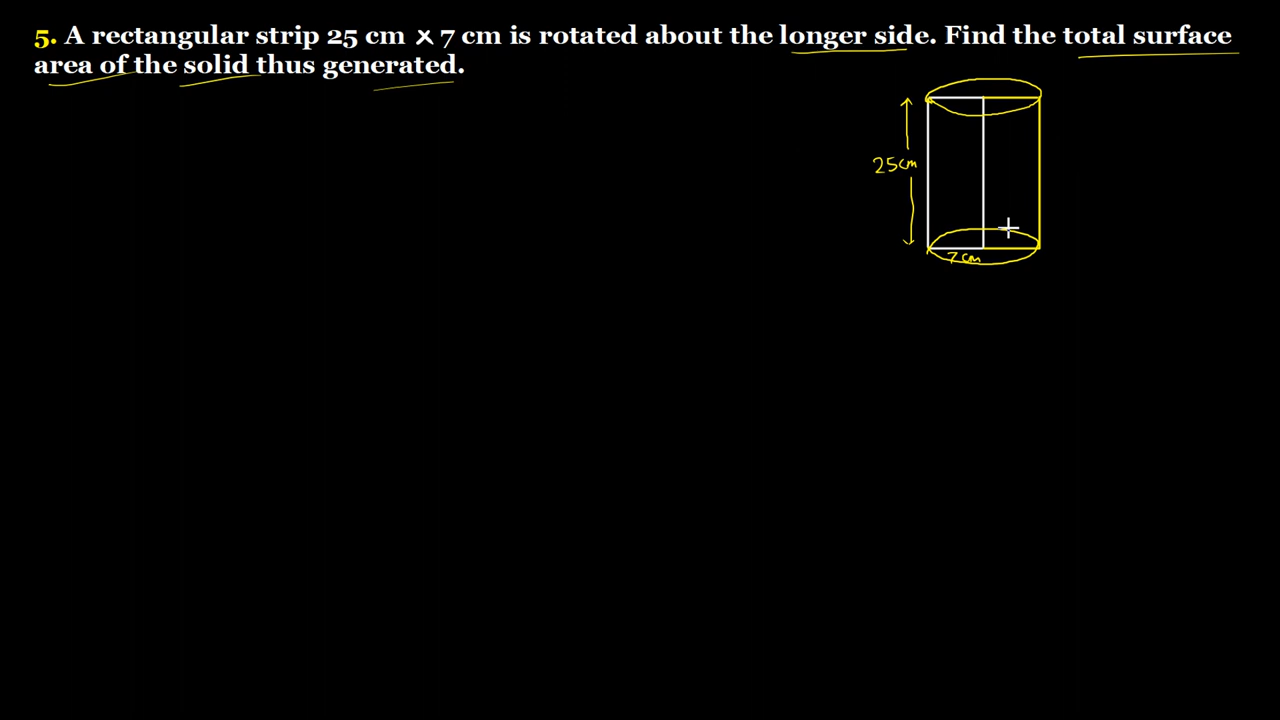 5. A rectangular strip 25 cm × 7 cm is rotated about the longer side. Find the total surface
area of the solid thus generated.
25cm
7cm